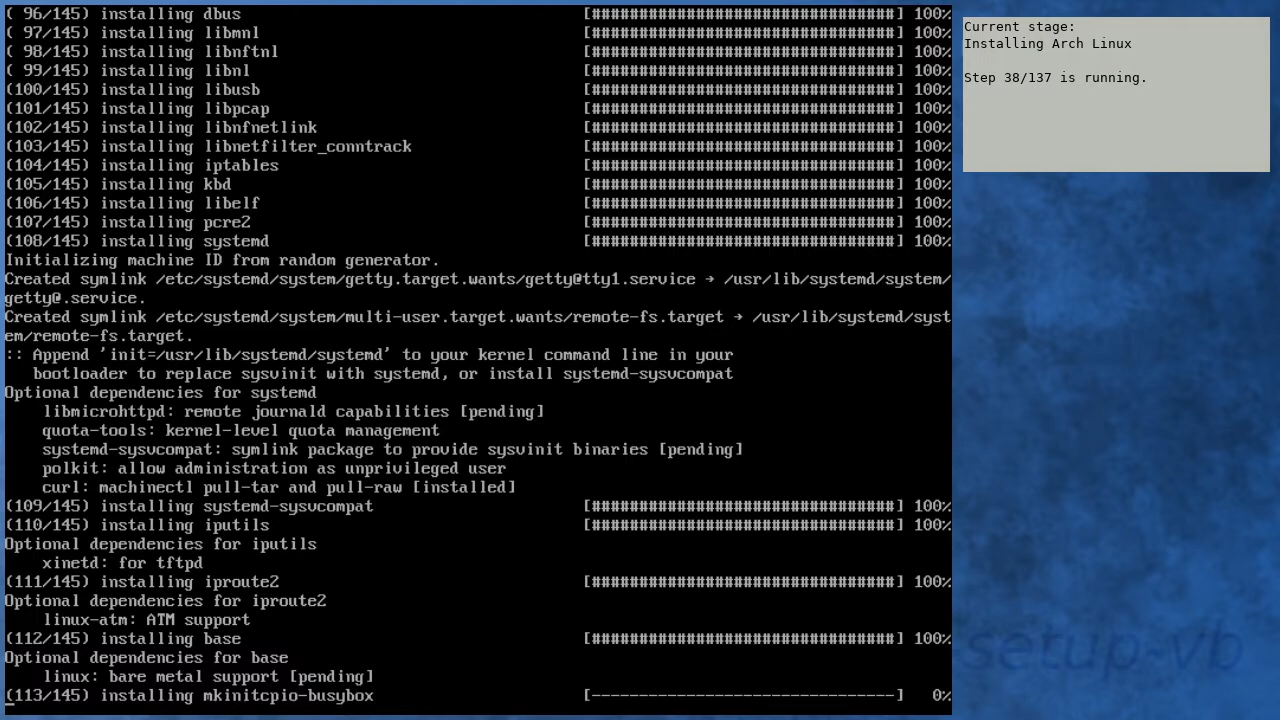 ( 96/145) installing dbus [################################] 100%
( 97/145) installing libmnl [################################] 100%
( 98/145) installing libnftnl [################################] 100%
( 99/145) installing libnl [################################] 100%
(100/145) installing libusb [################################] 100%
(101/145) installing libpcap [################################] 100%
(102/145) installing libnfnetlink [################################] 100%
(103/145) installing libnetfilter_conntrack [################################] 100%
(104/145) installing iptables [################################] 100%
(105/145) installing kbd [################################] 100%
(106/145) installing libelf [################################] 100%
(107/145) installing pcre2 [################################] 100%
(108/145) installing systemd [################################] 100%
Initializing machine ID from random generator.
Created symlink /etc/systemd/system/getty.target.wants/getty@tty1.service → /usr/lib/systemd/system/
getty@.service.
Created symlink /etc/systemd/system/multi-user.target.wants/remote-fs.target → /usr/lib/systemd/syst
em/remote-fs.target.
:: Append 'init=/usr/lib/systemd/systemd' to your kernel command line in your
bootloader to replace sysvinit with systemd, or install systemd-sysvcompat
Optional dependencies for systemd
libmicrohttpd: remote journald capabilities [pending]
quota-tools: kernel-level quota management
systemd-sysvcompat: symlink package to provide sysvinit binaries [pending]
polkit: allow administration as unprivileged user
curl: machinectl pull-tar and pull-raw [installed]
(109/145) installing systemd-sysvcompat [################################] 100%
(110/145) installing iputils [################################] 100%
Optional dependencies for iputils
xinetd: for tftpd
(111/145) installing iproute2 [################################] 100%
Optional dependencies for iproute2
linux-atm: ATM support
(112/145) installing base [################################] 100%
Optional dependencies for base
linux: bare metal support [pending]
(113/145) installing mkinitcpio-busybox [--------------------------------] 0%
Current stage:
Installing Arch Linux
Step 38/137 is running.
setup-vb